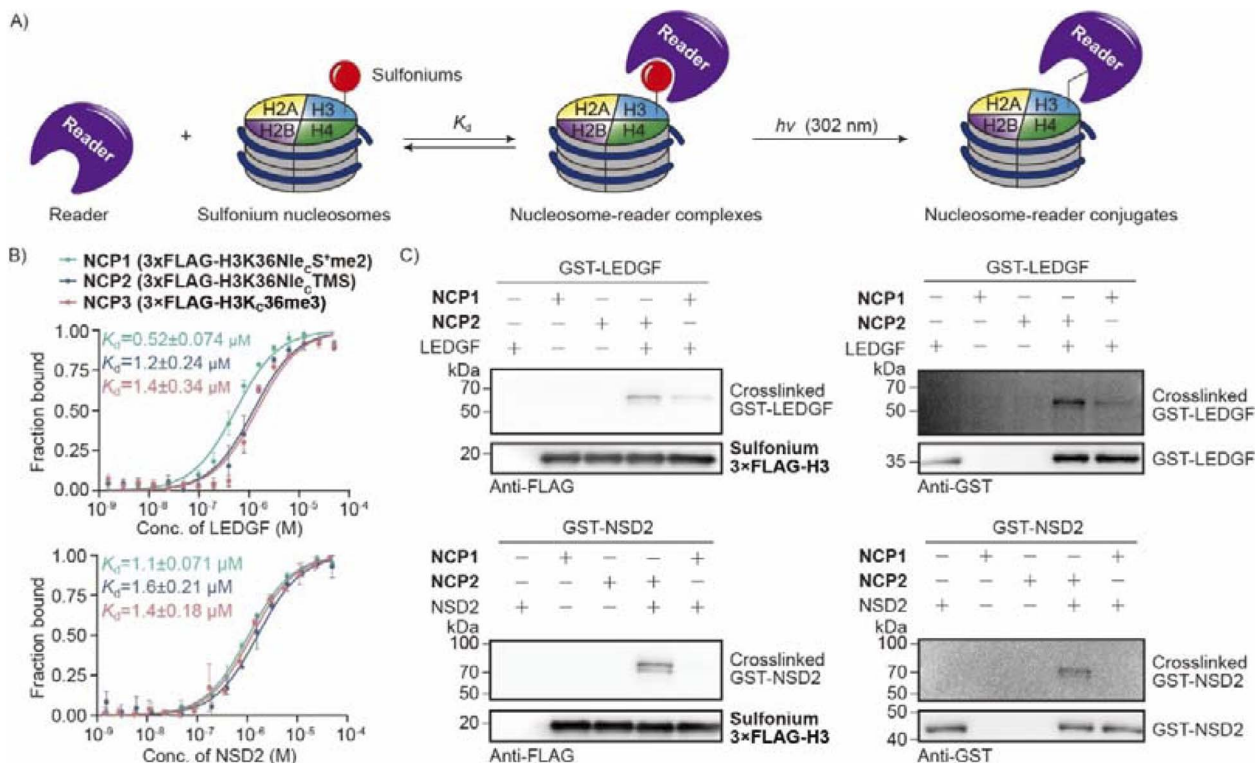 A)
Reader
Sulfoniums
H2A H3
H2B H4
+
Kd
Reader
H2A H3
H2B H4
hν (302 nm)
Reader
H2A H3
H2B H4
Reader
Sulfonium nucleosomes
Nucleosome-reader complexes
Nucleosome-reader conjugates
B)
NCP1 (3xFLAG-H3K36NleCS+me2)
NCP2 (3xFLAG-H3K36NleCTMS)
NCP3 (3×FLAG-H3KC36me3)
Fraction bound
1.00
0.75
0.50
0.25
0.00
Kd=0.52±0.074 μM
Kd=1.2±0.24 μM
Kd=1.4±0.34 μM
10-9 10-8 10-7 10-6 10-5 10-4
Conc. of LEDGF (M)
Fraction bound
1.00
0.75
0.50
0.25
0.00
Kd=1.1±0.071 μM
Kd=1.6±0.21 μM
Kd=1.4±0.18 μM
10-9 10-8 10-7 10-6 10-5 10-4
Conc. of NSD2 (M)
C)
GST-LEDGF
NCP1 − + − − +
NCP2 − − + + −
LEDGF + − − + +
kDa
70
50
Crosslinked
GST-LEDGF
20
Sulfonium
3×FLAG-H3
Anti-FLAG
GST-LEDGF
NCP1 − + − − +
NCP2 − − + + −
LEDGF + − − + +
kDa
70
50
Crosslinked
GST-LEDGF
35
GST-LEDGF
Anti-GST
GST-NSD2
NCP1 − + − − +
NCP2 − − + + −
NSD2 + − − + +
kDa
100
70
50
Crosslinked
GST-NSD2
20
Sulfonium
3×FLAG-H3
Anti-FLAG
GST-NSD2
NCP1 − + − − +
NCP2 − − + + −
NSD2 + − − + +
kDa
100
70
50
Crosslinked
GST-NSD2
50
40
GST-NSD2
Anti-GST